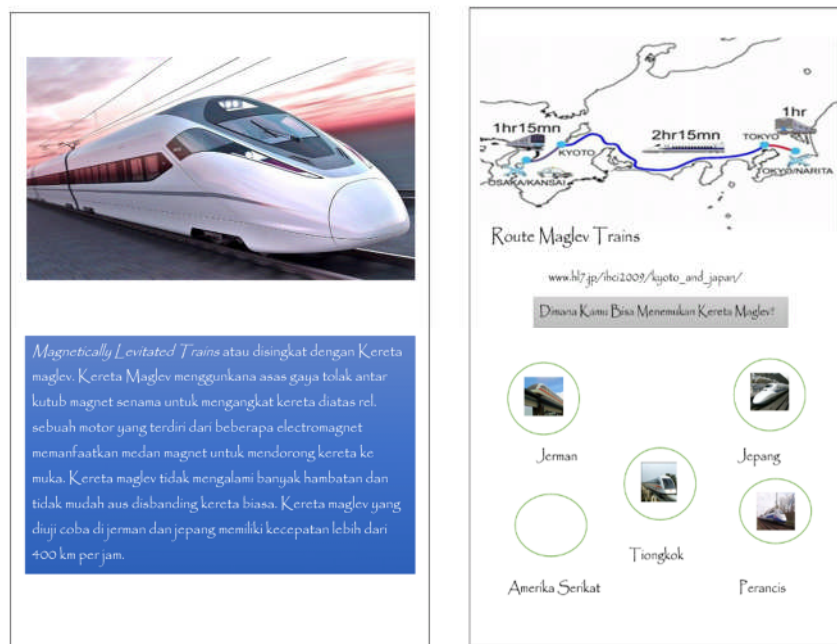 Magnetically Levitated Trains atau disingkat dengan Kereta
maglev. Kereta Maglev menggunkana asas gaya tolak antar
kutub magnet senama untuk mengangkat kereta diatas rel.
sebuah motor yang terdiri dari beberapa electromagnet
memanfaatkan medan magnet untuk mendorong kereta ke
muka. Kereta maglev tidak mengalami banyak hambatan dan
tidak mudah aus disbanding kereta biasa. Kereta maglev yang
diuji coba di jerman dan jepang memiliki kecepatan lebih dari
400 km per jam.
1hr
1hr15mn
2hr15mn
TOKYO
KYOTO
TOKYO/NARITA
OSAKA/KANSAI
Route Maglev Trains
www.hl7.jp/ihci2009/kyoto_and_japan/
Dimana Kamu Bisa Menemukan Kereta Maglev?
Jerman
Jepang
Tiongkok
Amerika Serikat
Perancis